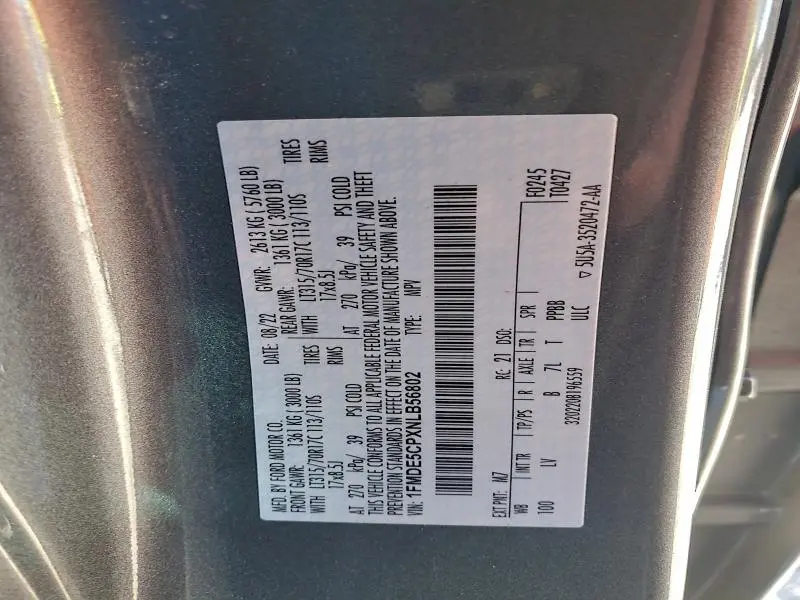 MFD. BY FORD MOTOR CO.
DATE: 08/22 GVWR: 2613 KG (5760 LB)
FRONT GAWR: 1361 KG (3000 LB) REAR GAWR: 1361 KG (3000 LB)
WITH LT315/70R17C 113/110S TIRES WITH LT315/70R17C 113/110S TIRES
17x8.5J RIMS 17x8.5J RIMS
AT 270 kPa/ 39 PSI COLD AT 270 kPa/ 39 PSI COLD
THIS VEHICLE CONFORMS TO ALL APPLICABLE FEDERAL MOTOR VEHICLE SAFETY AND THEFT
PREVENTION STANDARDS IN EFFECT ON THE DATE OF MANUFACTURE SHOWN ABOVE.
VIN: 1FMDE5CPXNLB56802 TYPE: MPV
F0245
EXT PNT: M7 RC: 21 DSO: T0427
WB INT TR TP/PS R AXLE TR SPR
100 LV B 7L T PPBB
3202208196559 ULC 5U5A-3520472-AA